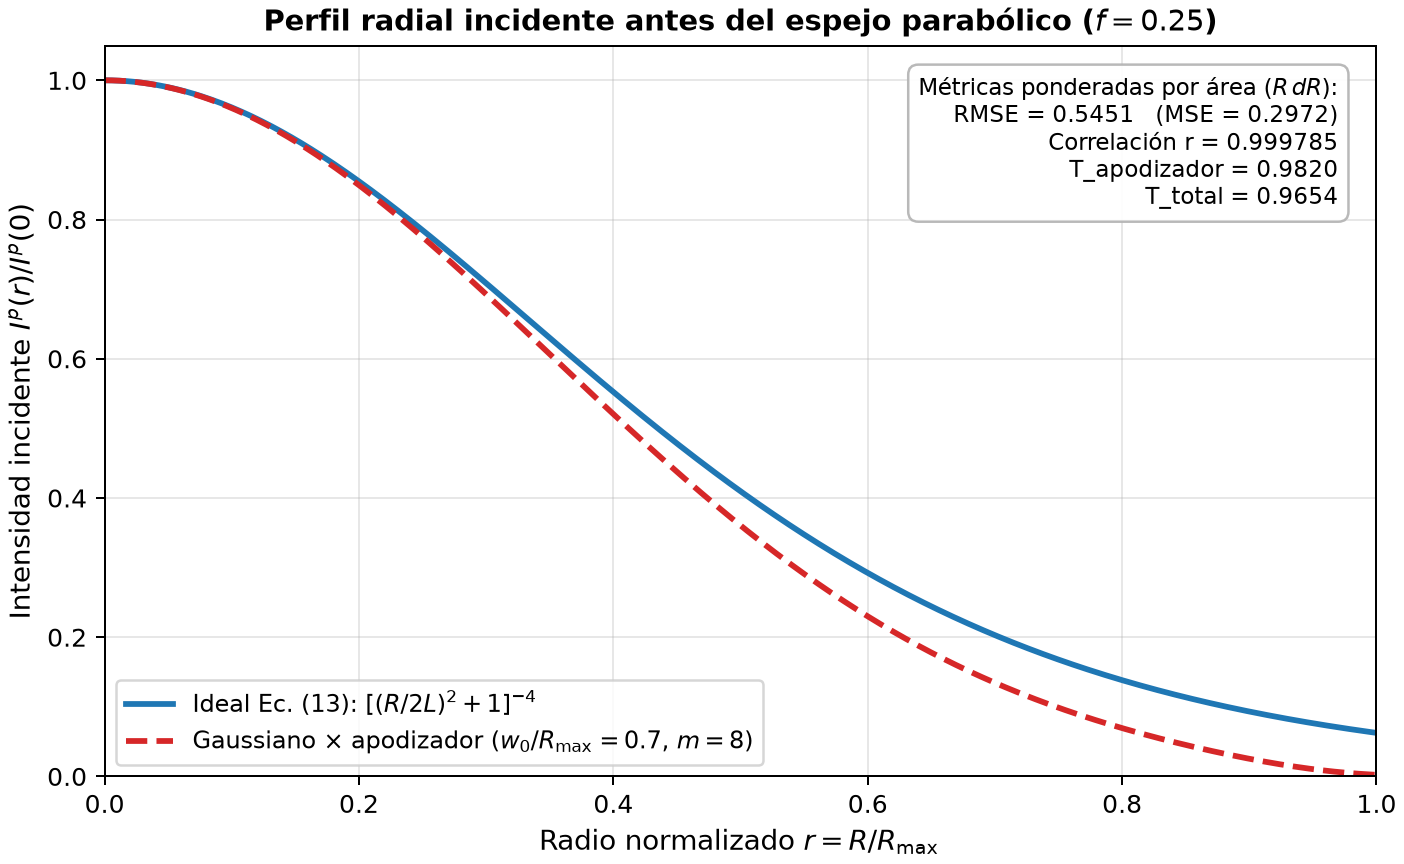 Perfil radial incidente antes del espejo parabólico (f = 0.25)
Intensidad incidente I^p(r)/I^p(0)
1.0
0.8
0.6
0.4
0.2
0.0
Métricas ponderadas por área (R dR):
RMSE = 0.5451 (MSE = 0.2972)
Correlación r = 0.999785
T_apodizador = 0.9820
T_total = 0.9654
Ideal Ec. (13): [(R/2L)² + 1]⁻⁴
Gaussiano × apodizador (w₀/R_max = 0.7, m = 8)
0.0 0.2 0.4 0.6 0.8 1.0
Radio normalizado r = R/R_max